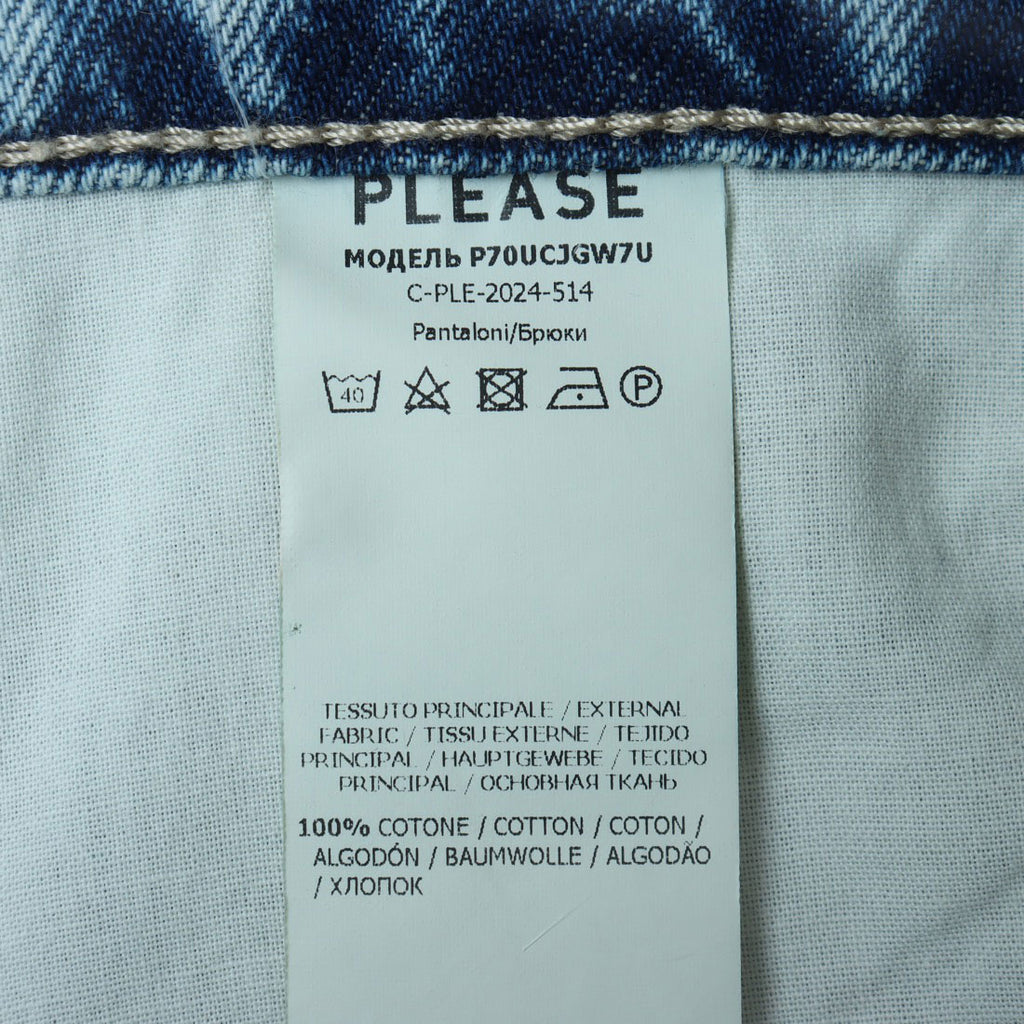 PLEASE
МОДЕЛЬ P70UCJGW7U
C-PLE-2024-514
Pantaloni/Брюки
40 P
TESSUTO PRINCIPALE / EXTERNAL
FABRIC / TISSU EXTERNE / TEJIDO
PRINCIPAL / HAUPTGEWEBE / TECIDO
PRINCIPAL / ОСНОВНАЯ ТКАНЬ
100% COTONE / COTTON / COTON /
ALGODÓN / BAUMWOLLE / ALGODÃO
/ ХЛОПОК